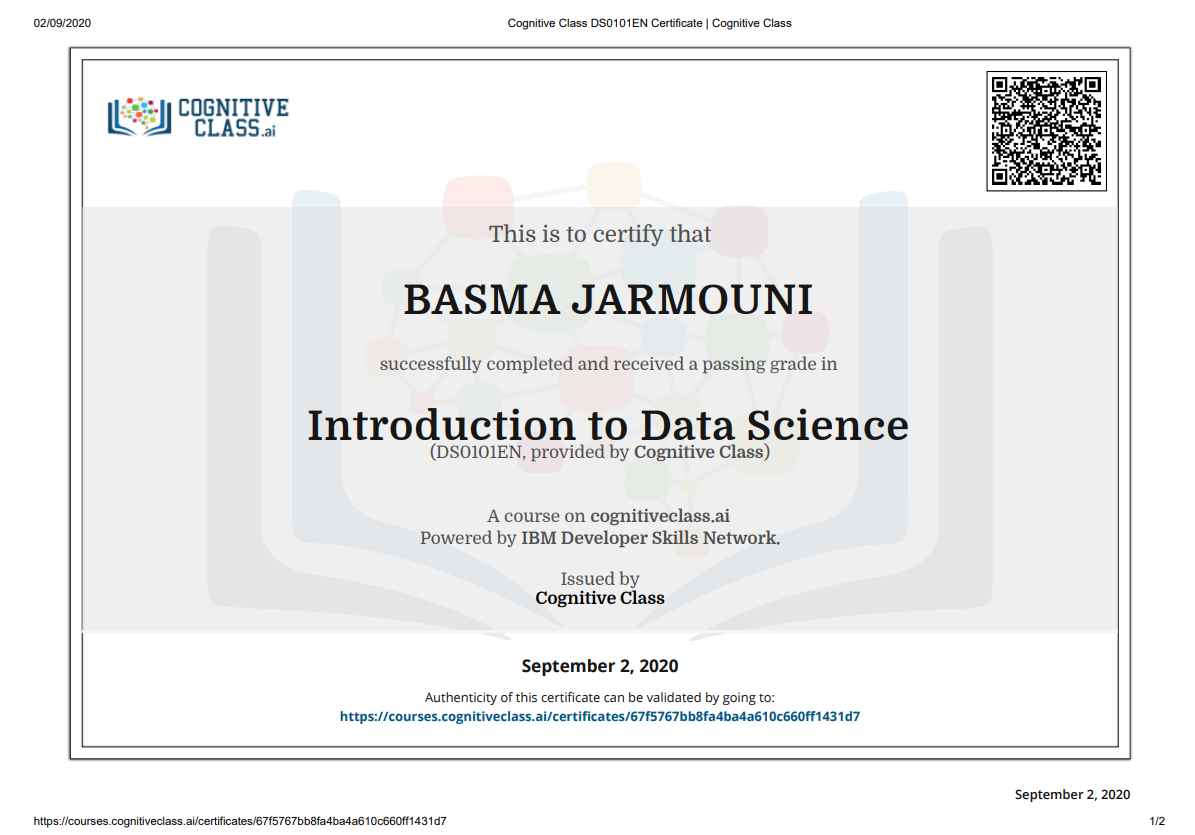 02/09/2020
Cognitive Class DS0101EN Certificate | Cognitive Class
COGNITIVE
CLASS.ai
This is to certify that
BASMA JARMOUNI
successfully completed and received a passing grade in
Introduction to Data Science
(DS0101EN, provided by Cognitive Class)
A course on cognitiveclass.ai
Powered by IBM Developer Skills Network.
Issued by
Cognitive Class
September 2, 2020
Authenticity of this certificate can be validated by going to:
https://courses.cognitiveclass.ai/certificates/67f5767bb8fa4ba4a610c660ff1431d7
September 2, 2020
https://courses.cognitiveclass.ai/certificates/67f5767bb8fa4ba4a610c660ff1431d7
1/2